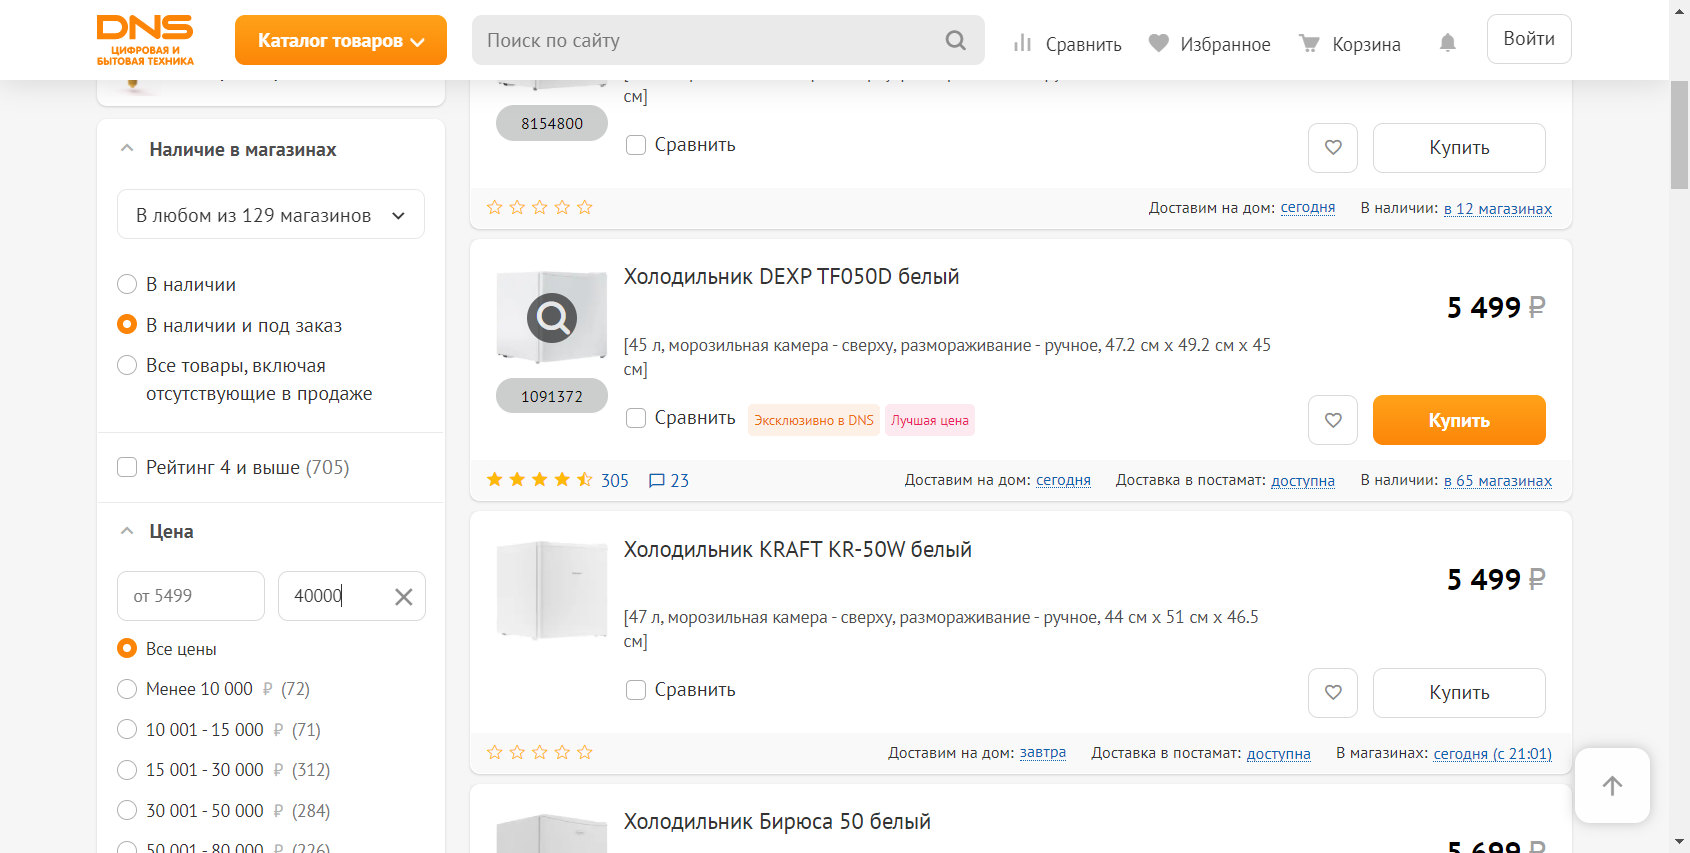 DNS
ЦИФРОВАЯ И
БЫТОВАЯ ТЕХНИКА
Каталог товаров
Поиск по сайту
Сравнить
Избранное
Корзина
Войти
Наличие в магазинах
В любом из 129 магазинов
В наличии
В наличии и под заказ
Все товары, включая
отсутствующие в продаже
Рейтинг 4 и выше (705)
Цена
от 5499
40000
Все цены
Менее 10 000 ₽ (72)
10 001 - 15 000 ₽ (71)
15 001 - 30 000 ₽ (312)
30 001 - 50 000 ₽ (284)
50 001 - 80 000 ₽ (226)
см]
8154800
Сравнить
Купить
Доставим на дом: сегодня
В наличии: в 12 магазинах
Холодильник DEXP TF050D белый
5 499 ₽
[45 л, морозильная камера - сверху, размораживание - ручное, 47.2 см x 49.2 см x 45
см]
1091372
Сравнить
Эксклюзивно в DNS
Лучшая цена
Купить
305
23
Доставим на дом: сегодня
Доставка в постамат: доступна
В наличии: в 65 магазинах
Холодильник KRAFT KR-50W белый
5 499 ₽
[47 л, морозильная камера - сверху, размораживание - ручное, 44 см x 51 см x 46.5
см]
Сравнить
Купить
Доставим на дом: завтра
Доставка в постамат: доступна
В магазинах: сегодня (с 21:01)
Холодильник Бирюса 50 белый
5 699 ₽